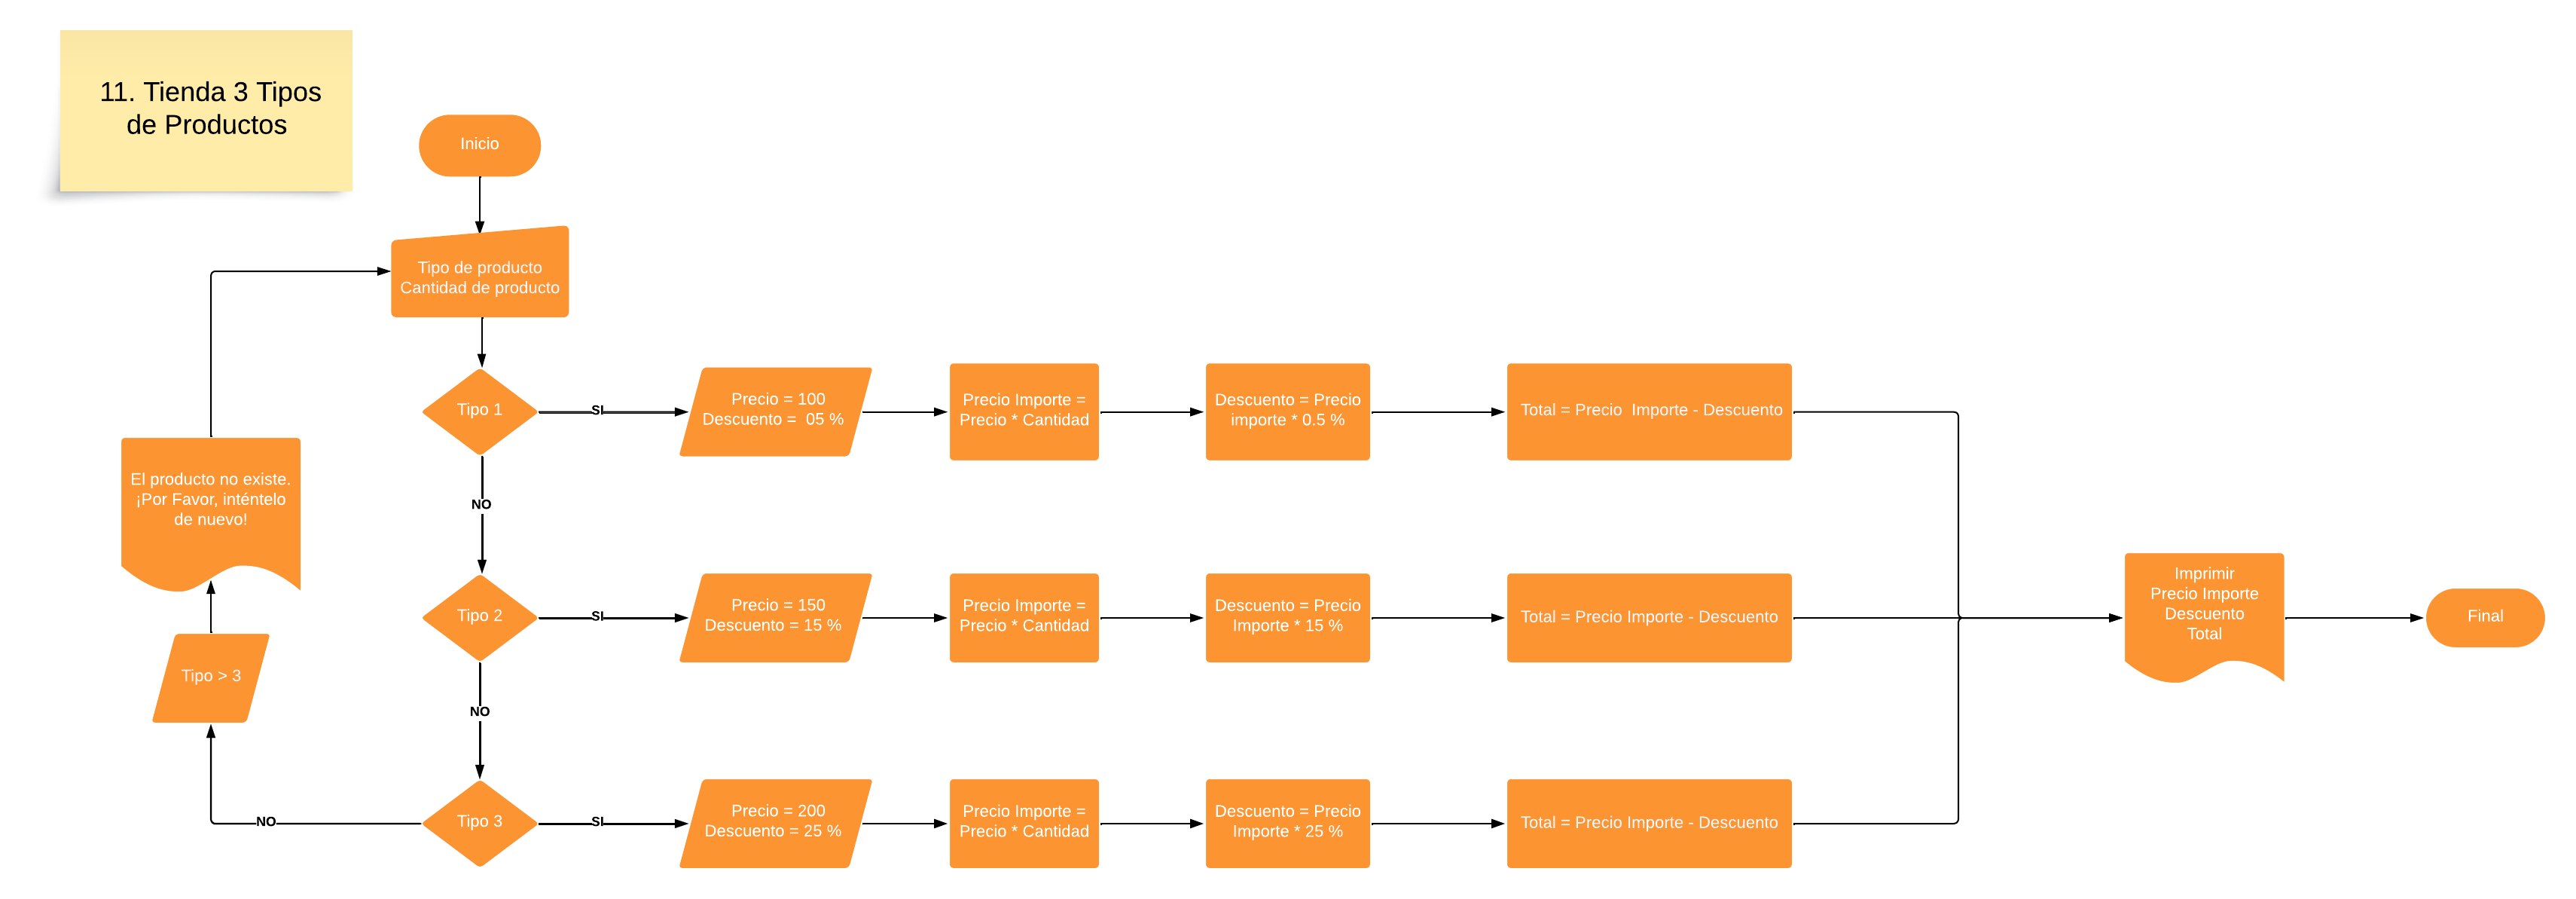 11. Tienda 3 Tipos
de Productos
Inicio
Tipo de producto
Cantidad de producto
Tipo 1
SI
Precio = 100
Descuento =  05 %
Precio Importe =
Precio * Cantidad
Descuento = Precio
importe * 0.5 %
Total = Precio  Importe - Descuento
El producto no existe.
¡Por Favor, inténtelo
de nuevo!
NO
Tipo 2
SI
Precio = 150
Descuento = 15 %
Precio Importe =
Precio * Cantidad
Descuento = Precio
Importe * 15 %
Total = Precio Importe - Descuento
Imprimir
Precio Importe
Descuento
Total
Final
Tipo > 3
NO
NO
Tipo 3
SI
Precio = 200
Descuento = 25 %
Precio Importe =
Precio * Cantidad
Descuento = Precio
Importe * 25 %
Total = Precio Importe - Descuento